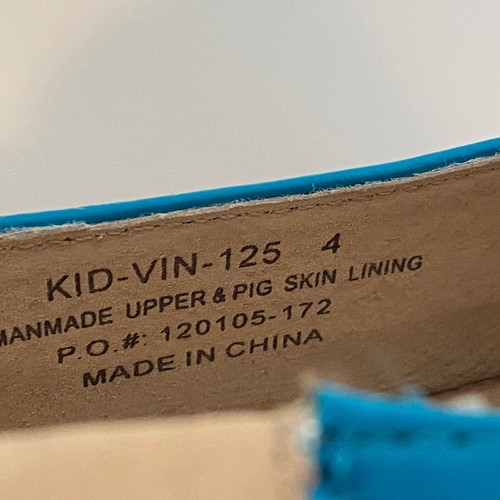 KID-VIN-125 4
MANMADE UPPER & PIG SKIN LINING
P.O.#: 120105-172
MADE IN CHINA